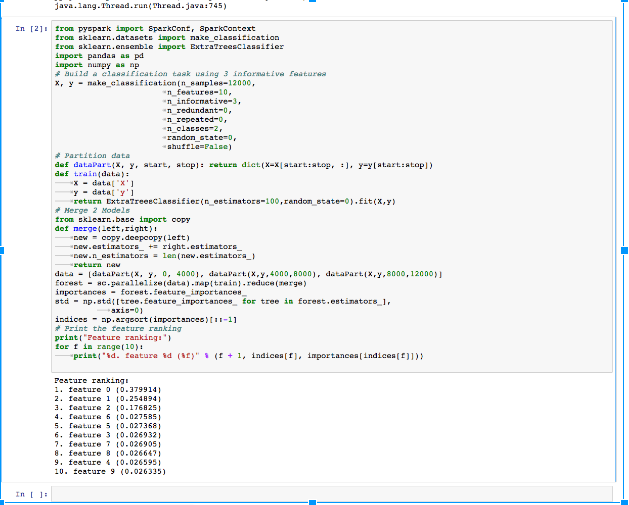 java.lang.Thread.run(Thread.java:745)
In [2]: from pyspark import SparkConf, SparkContext
from sklearn.datasets import make_classification
from sklearn.ensemble import ExtraTreesClassifier
import pandas as pd
import numpy as np
# Build a classification task using 3 informative features
X, y = make_classification(n_samples=12000,
n_features=10,
n_informative=3,
n_redundant=0,
n_repeated=0,
n_classes=2,
random_state=0,
shuffle=False)
# Partition data
def dataPart(X, y, start, stop): return dict(X=X[start:stop, :], y=y[start:stop])
def train(data):
X = data['X']
y = data['y']
return ExtraTreesClassifier(n_estimators=100,random_state=0).fit(X,y)
# Merge 2 Models
from sklearn.base import copy
def merge(left,right):
new = copy.deepcopy(left)
new.estimators_ += right.estimators_
new.n_estimators = len(new.estimators_)
return new
data = [dataPart(X, y, 0, 4000), dataPart(X,y,4000,8000), dataPart(X,y,8000,12000)]
forest = sc.parallelize(data).map(train).reduce(merge)
importances = forest.feature_importances_
std = np.std([tree.feature_importances_ for tree in forest.estimators_],
axis=0)
indices = np.argsort(importances)[::-1]
# Print the feature ranking
print("Feature ranking:")
for f in range(10):
print("%d. feature %d (%f)" % (f + 1, indices[f], importances[indices[f]]))
Feature ranking:
1. feature 0 (0.379914)
2. feature 1 (0.254894)
3. feature 2 (0.176825)
4. feature 6 (0.027585)
5. feature 5 (0.027368)
6. feature 3 (0.026932)
7. feature 7 (0.026905)
8. feature 8 (0.026647)
9. feature 4 (0.026595)
10. feature 9 (0.026335)
In [ ]: